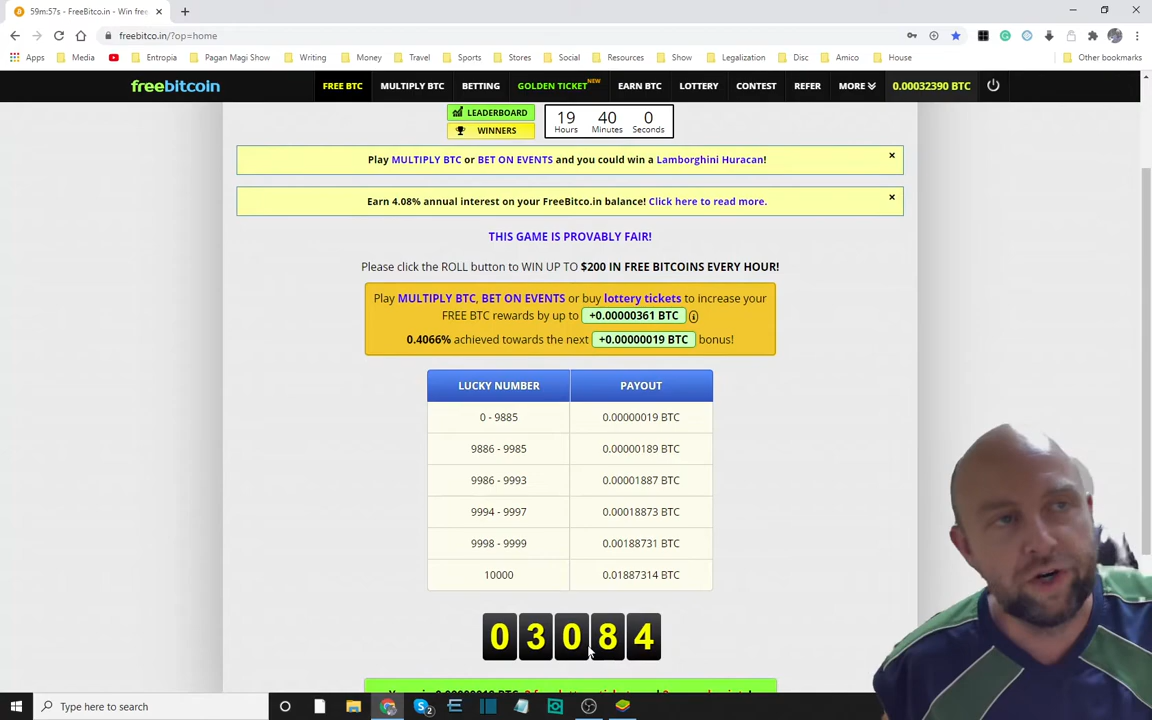 59m:57s - FreeBitco.in - Win free
freebitco.in/?op=home
Apps Media Entropia Pagan Magi Show Writing Money Travel Sports Stores Social Resources Show Legalization Disc Amico House Other bookmarks
freebitcoin FREE BTC MULTIPLY BTC BETTING GOLDEN TICKET NEW EARN BTC LOTTERY CONTEST REFER MORE 0.00032390 BTC
LEADERBOARD
WINNERS
19 40 0
Hours Minutes Seconds
Play MULTIPLY BTC or BET ON EVENTS and you could win a Lamborghini Huracan!
Earn 4.08% annual interest on your FreeBitco.in balance! Click here to read more.
THIS GAME IS PROVABLY FAIR!
Please click the ROLL button to WIN UP TO $200 IN FREE BITCOINS EVERY HOUR!
Play MULTIPLY BTC, BET ON EVENTS or buy lottery tickets to increase your
FREE BTC rewards by up to +0.00000361 BTC
0.4066% achieved towards the next +0.00000019 BTC bonus!
LUCKY NUMBER PAYOUT
0 - 9885 0.00000019 BTC
9886 - 9985 0.00000189 BTC
9986 - 9993 0.00001887 BTC
9994 - 9997 0.00018873 BTC
9998 - 9999 0.00188731 BTC
10000 0.01887314 BTC
0 3 0 8 4
Type here to search